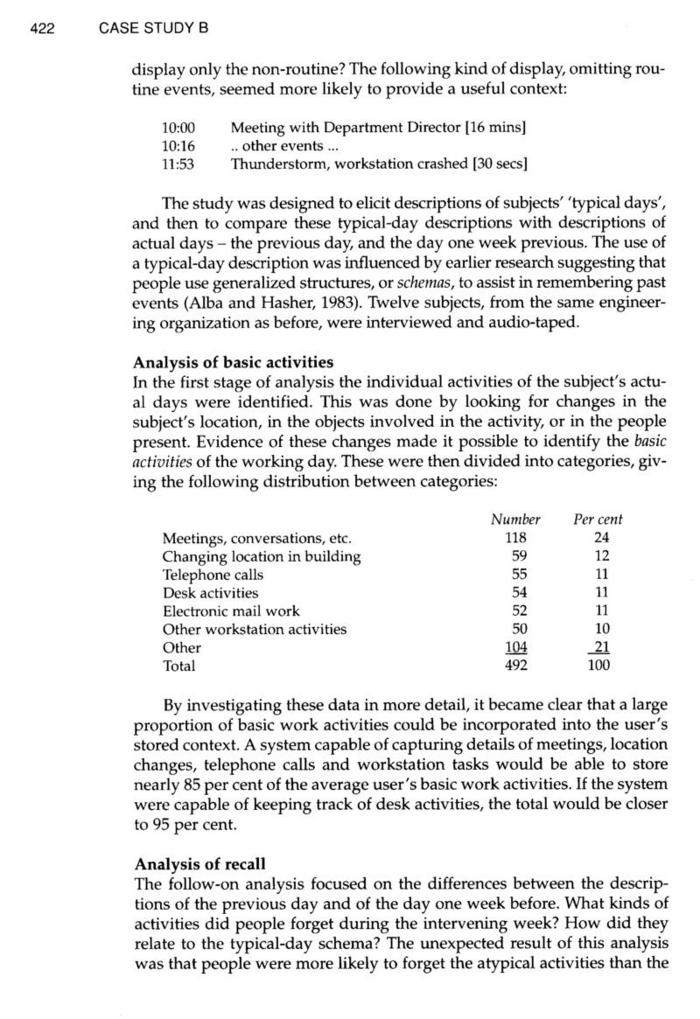 422 CASE STUDY B
display only the non-routine? The following kind of display, omitting rou-
tine events, seemed more likely to provide a useful context:
10:00 Meeting with Department Director [16 mins]
10:16 .. other events ...
11:53 Thunderstorm, workstation crashed [30 secs]
The study was designed to elicit descriptions of subjects' 'typical days',
and then to compare these typical-day descriptions with descriptions of
actual days – the previous day, and the day one week previous. The use of
a typical-day description was influenced by earlier research suggesting that
people use generalized structures, or schemas, to assist in remembering past
events (Alba and Hasher, 1983). Twelve subjects, from the same engineer-
ing organization as before, were interviewed and audio-taped.
Analysis of basic activities
In the first stage of analysis the individual activities of the subject's actu-
al days were identified. This was done by looking for changes in the
subject's location, in the objects involved in the activity, or in the people
present. Evidence of these changes made it possible to identify the basic
activities of the working day. These were then divided into categories, giv-
ing the following distribution between categories:
Number Per cent
Meetings, conversations, etc. 118 24
Changing location in building 59 12
Telephone calls 55 11
Desk activities 54 11
Electronic mail work 52 11
Other workstation activities 50 10
Other 104 21
Total 492 100
By investigating these data in more detail, it became clear that a large
proportion of basic work activities could be incorporated into the user's
stored context. A system capable of capturing details of meetings, location
changes, telephone calls and workstation tasks would be able to store
nearly 85 per cent of the average user's basic work activities. If the system
were capable of keeping track of desk activities, the total would be closer
to 95 per cent.
Analysis of recall
The follow-on analysis focused on the differences between the descrip-
tions of the previous day and of the day one week before. What kinds of
activities did people forget during the intervening week? How did they
relate to the typical-day schema? The unexpected result of this analysis
was that people were more likely to forget the atypical activities than the